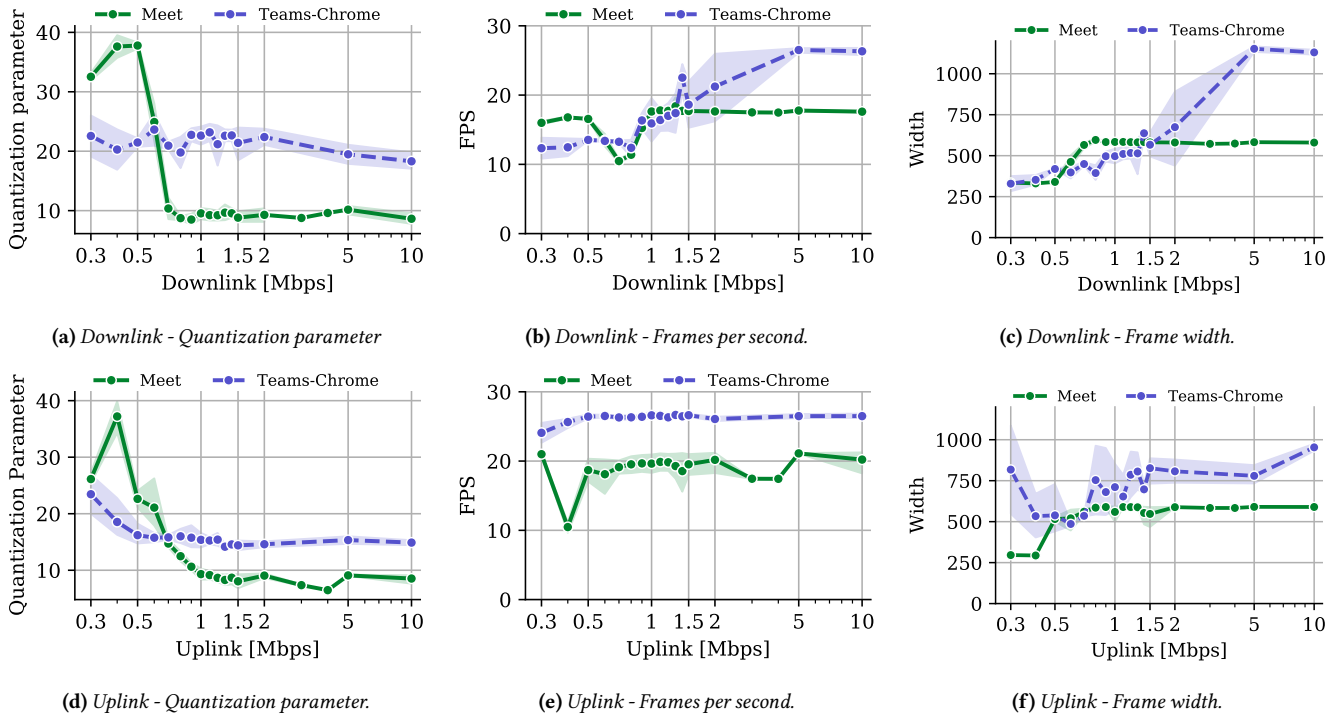 Meet Teams-Chrome
Quantization parameter
40
30
20
10
0.3 0.5 1 1.5 2 5 10
Downlink [Mbps]
(a) Downlink - Quantization parameter
Meet Teams-Chrome
FPS
30
20
10
0
0.3 0.5 1 1.5 2 5 10
Downlink [Mbps]
(b) Downlink - Frames per second.
Meet Teams-Chrome
Width
1000
750
500
250
0
0.3 0.5 1 1.5 2 5 10
Downlink [Mbps]
(c) Downlink - Frame width.
Meet Teams-Chrome
Quantization Parameter
40
30
20
10
0.3 0.5 1 1.5 2 5 10
Uplink [Mbps]
(d) Uplink - Quantization parameter.
Meet Teams-Chrome
FPS
30
20
10
0
0.3 0.5 1 1.5 2 5 10
Uplink [Mbps]
(e) Uplink - Frames per second.
Meet Teams-Chrome
Width
1000
750
500
250
0
0.3 0.5 1 1.5 2 5 10
Uplink [Mbps]
(f) Uplink - Frame width.